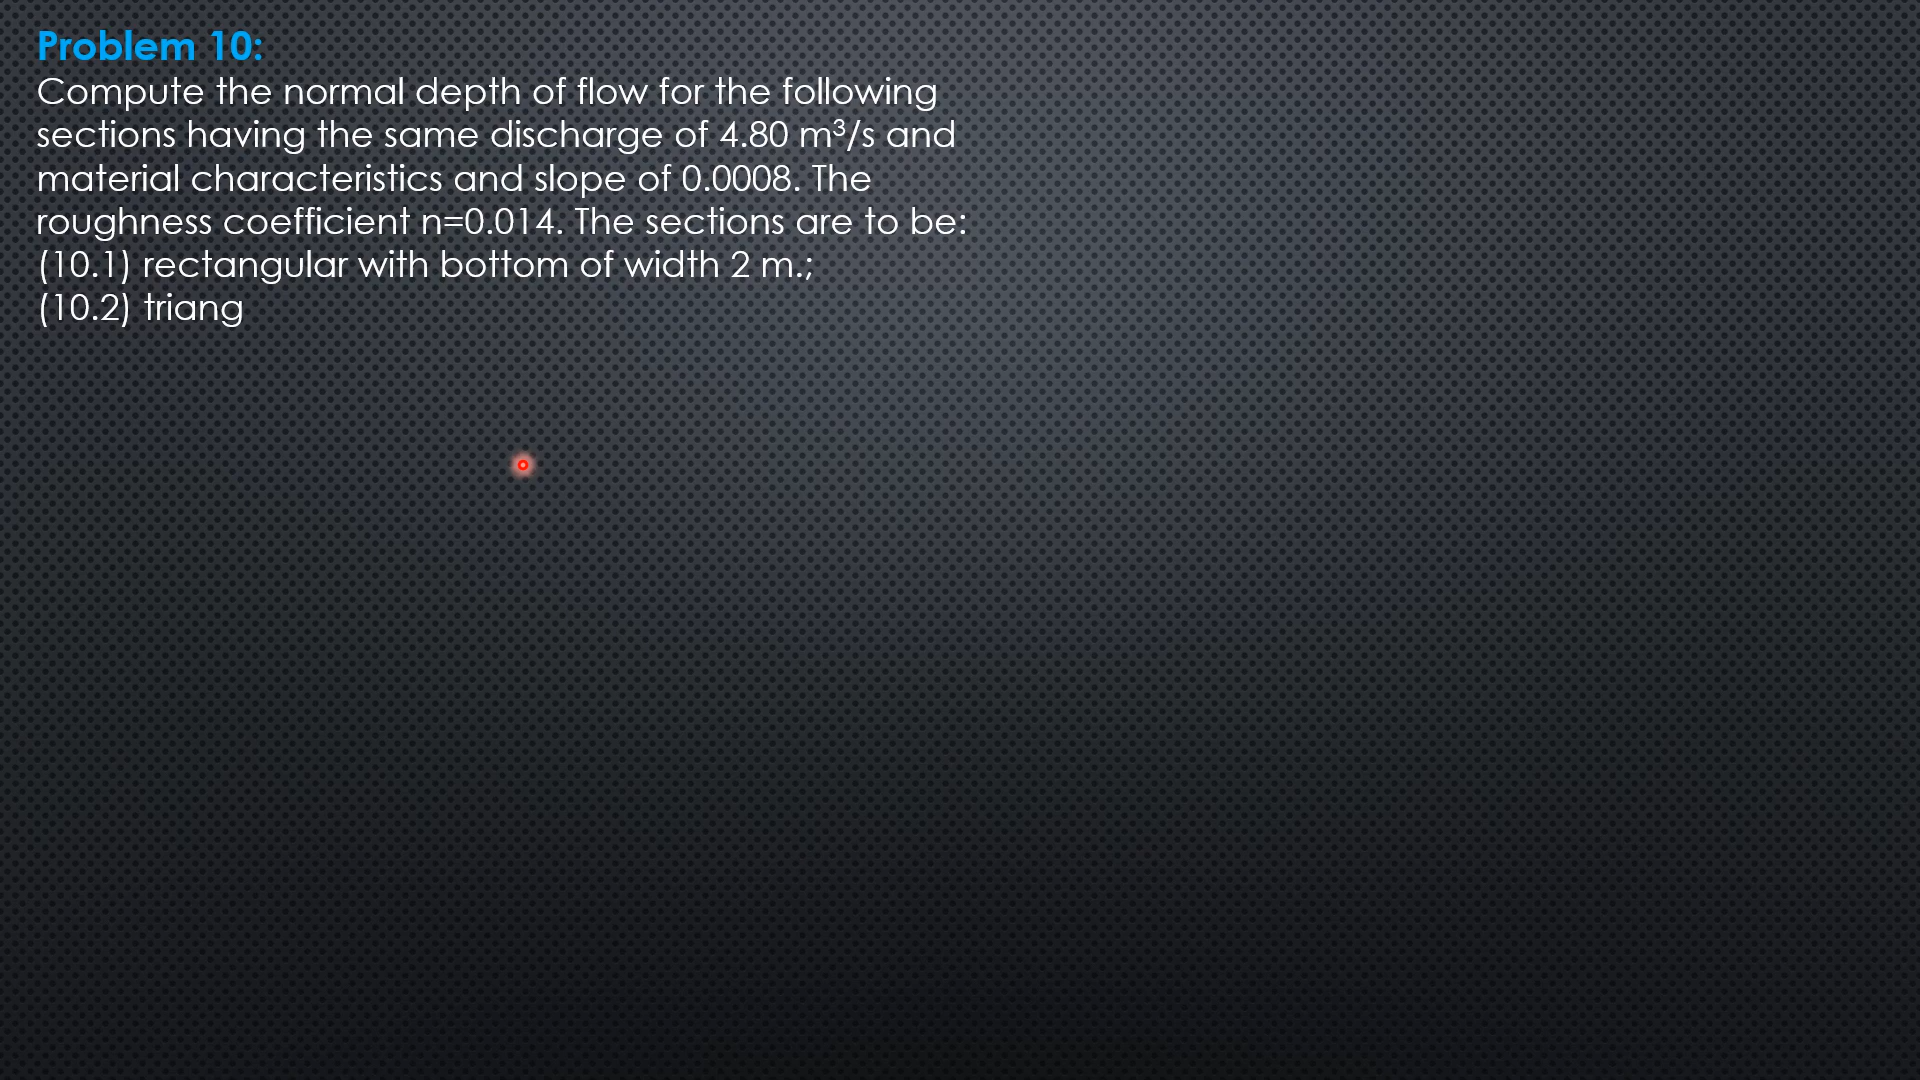 Problem 10:
Compute the normal depth of flow for the following
sections having the same discharge of 4.80 m³/s and
material characteristics and slope of 0.0008. The
roughness coefficient n=0.014. The sections are to be:
(10.1) rectangular with bottom of width 2 m.;
(10.2) triang